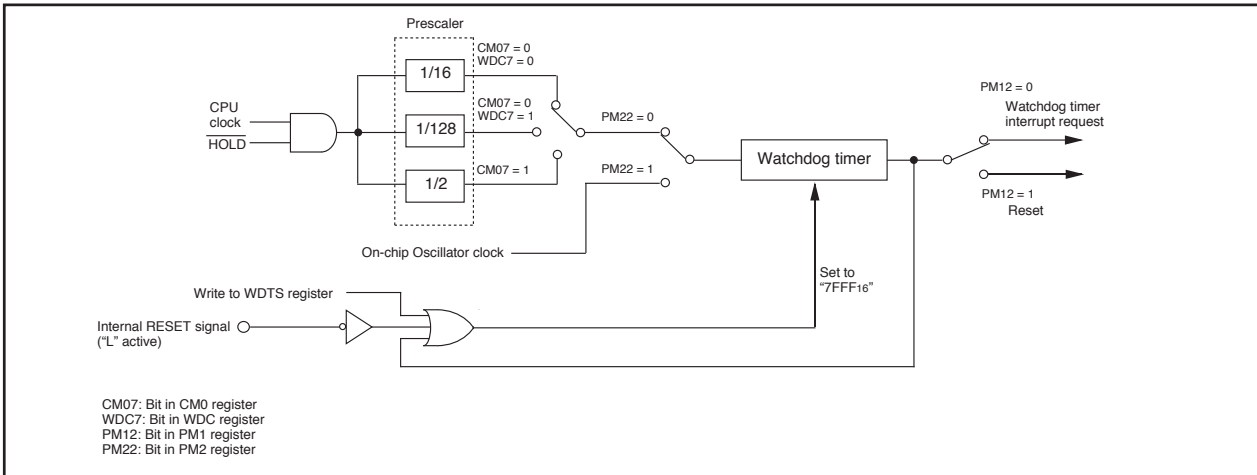 Prescaler
CM07 = 0
WDC7 = 0
1/16
PM12 = 0
CPU
clock
HOLD
CM07 = 0
WDC7 = 1
PM22 = 0
Watchdog timer
interrupt request
1/128
Watchdog timer
CM07 = 1
PM22 = 1
1/2
PM12 = 1
Reset
On-chip Oscillator clock
Set to
“7FFF16”
Write to WDTS register
Internal RESET signal
(“L” active)
CM07: Bit in CM0 register
WDC7: Bit in WDC register
PM12: Bit in PM1 register
PM22: Bit in PM2 register